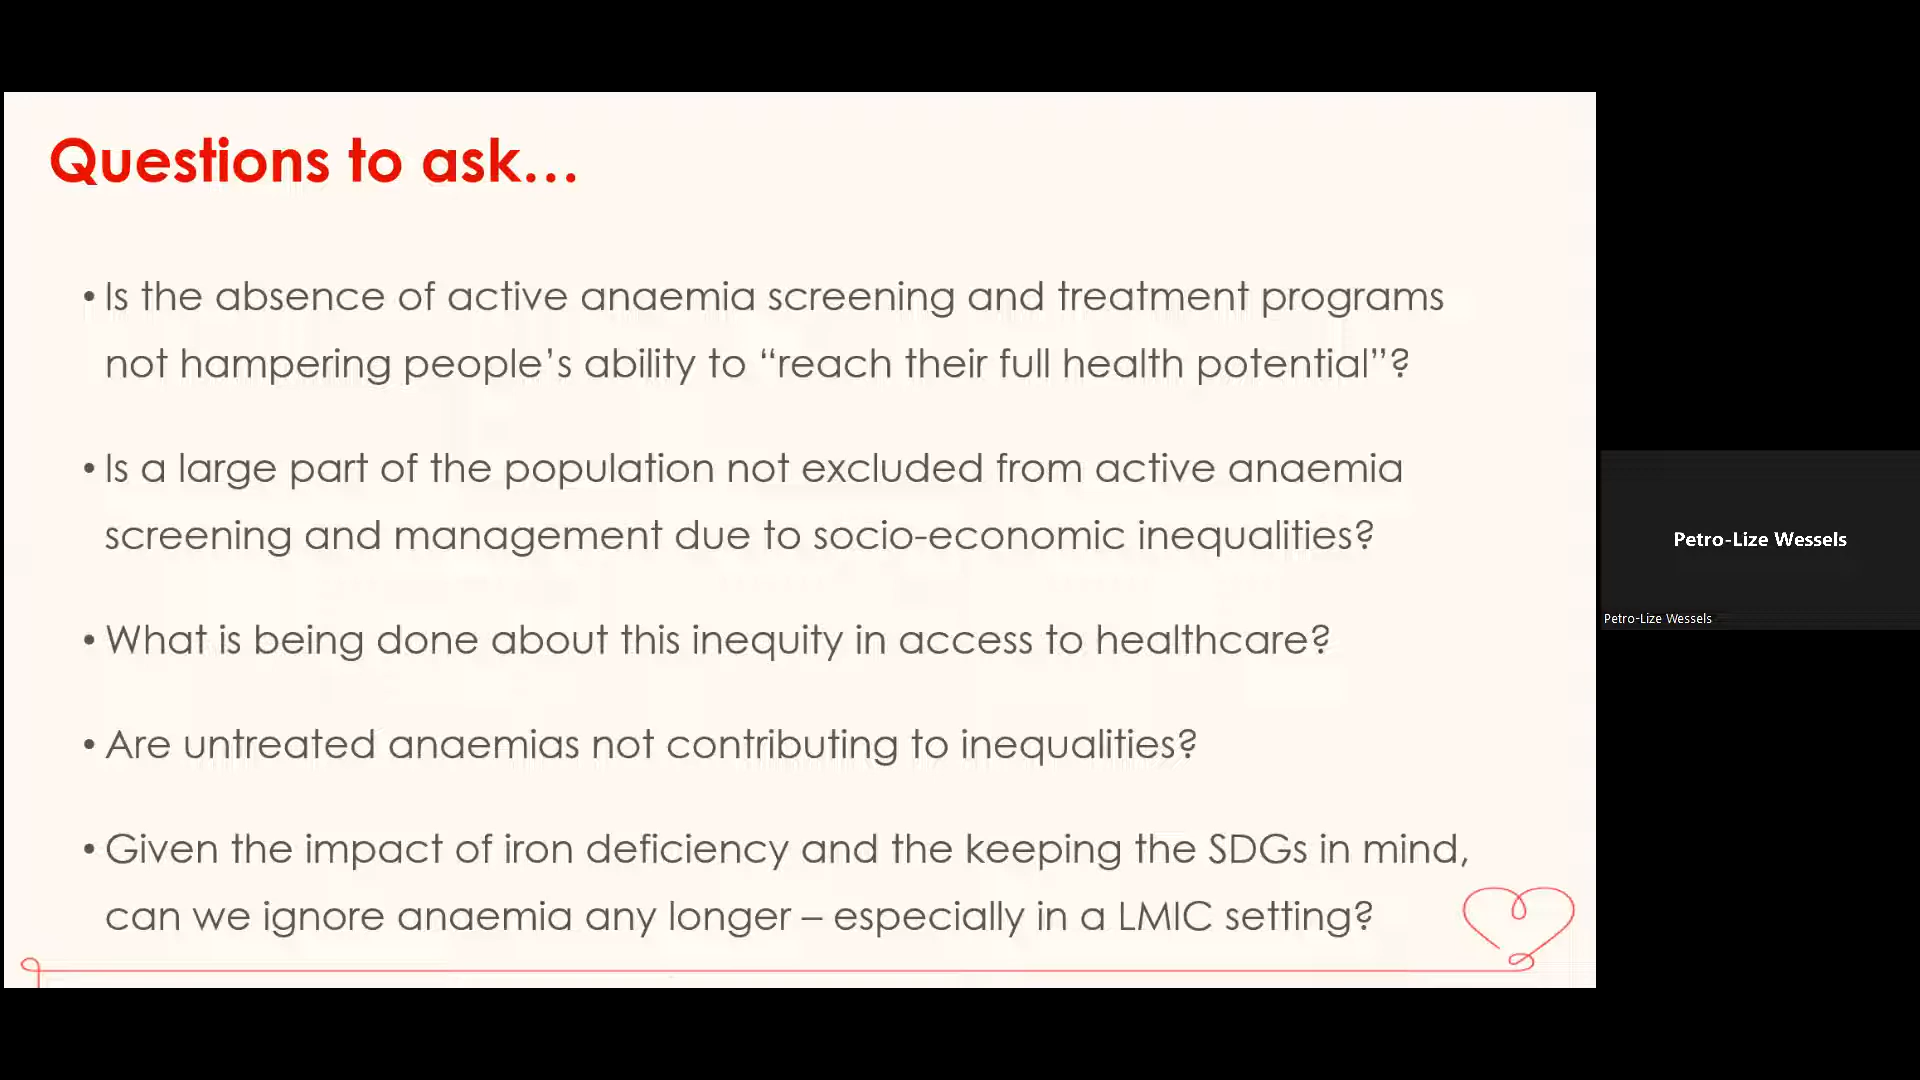 Questions to ask...
• Is the absence of active anaemia screening and treatment programs
not hampering people’s ability to “reach their full health potential”?
• Is a large part of the population not excluded from active anaemia
screening and management due to socio-economic inequalities?
• What is being done about this inequity in access to healthcare?
• Are untreated anaemias not contributing to inequalities?
• Given the impact of iron deficiency and the keeping the SDGs in mind,
can we ignore anaemia any longer – especially in a LMIC setting?
Petro-Lize Wessels
Petro-Lize Wessels